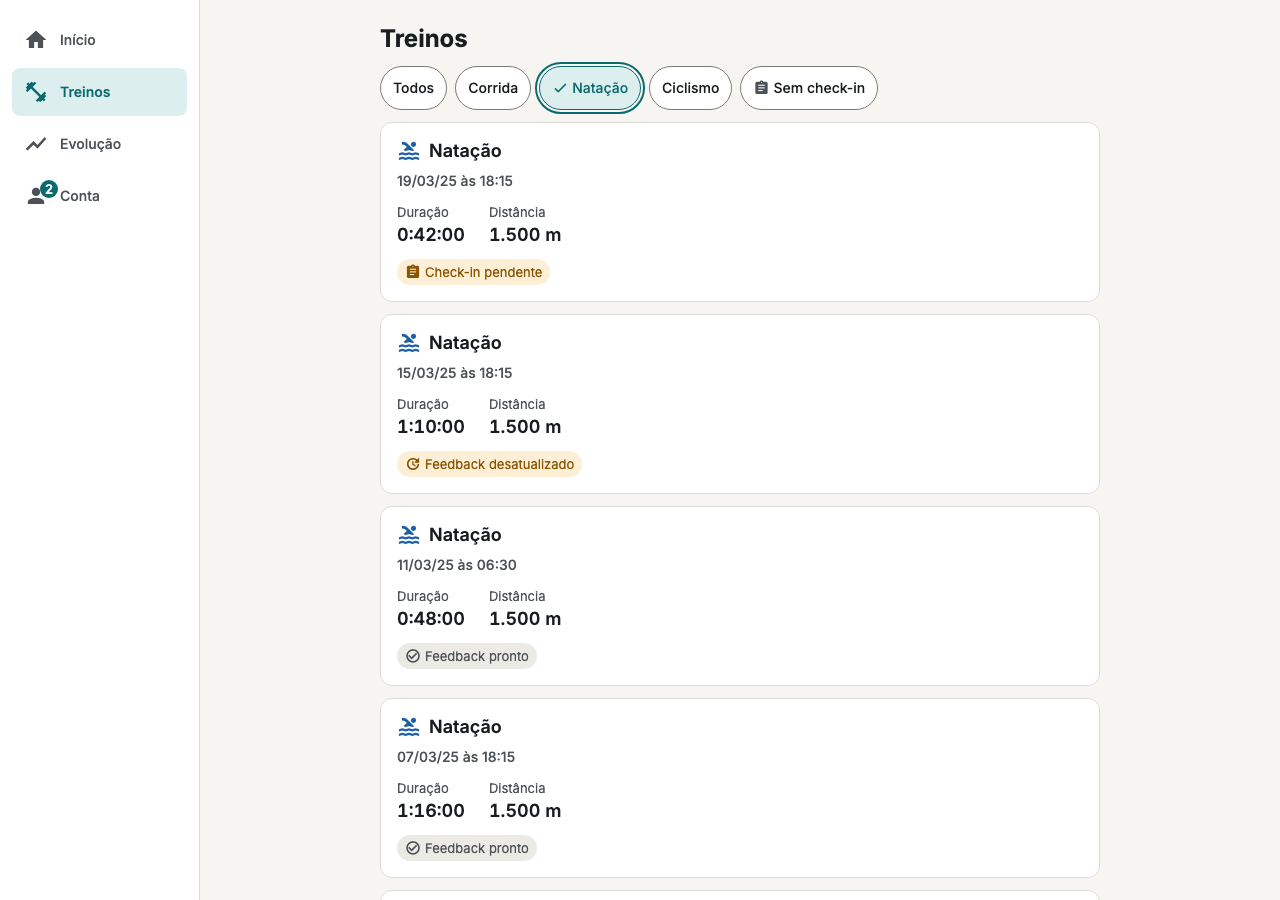 Início
Treinos
Evolução
2
Conta
Treinos
Todos
Corrida
Natação
Ciclismo
Sem check-in
Natação
19/03/25 às 18:15
Duração Distância
0:42:00 1.500 m
Check-in pendente
Natação
15/03/25 às 18:15
Duração Distância
1:10:00 1.500 m
Feedback desatualizado
Natação
11/03/25 às 06:30
Duração Distância
0:48:00 1.500 m
Feedback pronto
Natação
07/03/25 às 18:15
Duração Distância
1:16:00 1.500 m
Feedback pronto